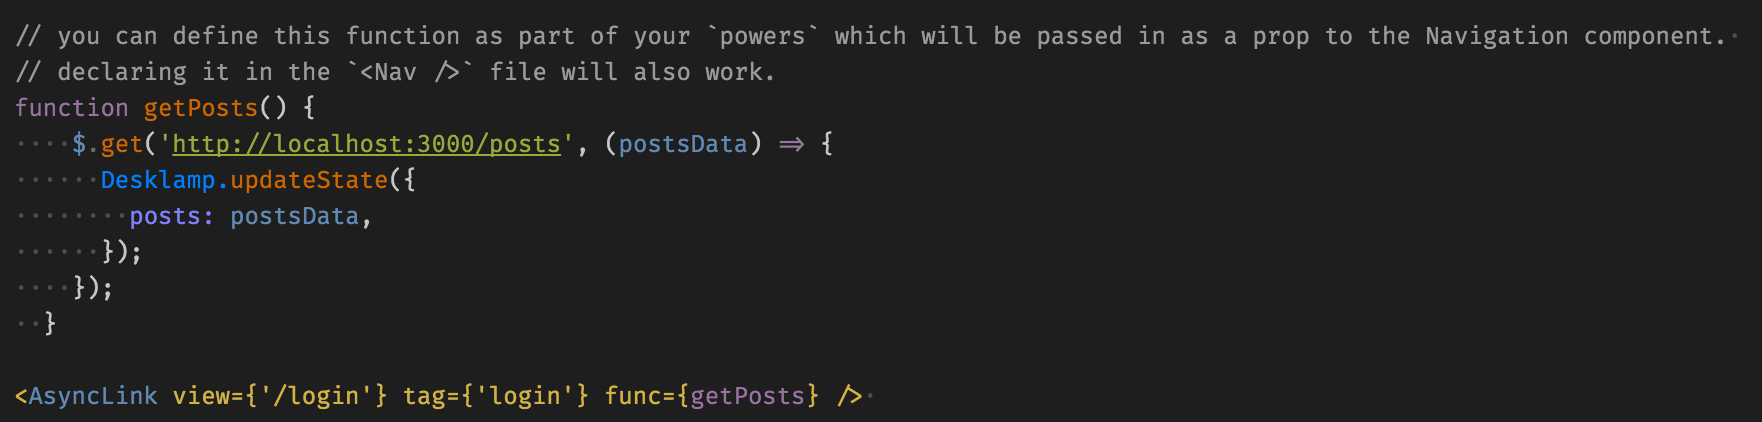 // you can define this function as part of your `powers` which will be passed in as a prop to the Navigation component.
// declaring it in the `<Nav />` file will also work.
function getPosts() {
    $.get('http://localhost:3000/posts', (postsData) => {
      Desklamp.updateState({
        posts: postsData,
      });
    });
  }

<AsyncLink view={'/login'} tag={'login'} func={getPosts} />